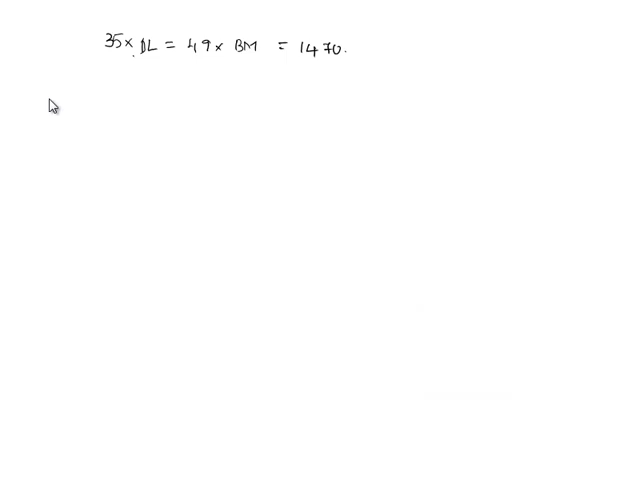 35 × DL = 49 × BM = 1470.